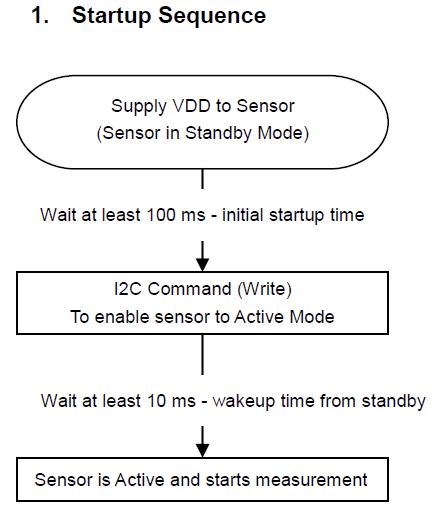 1. Startup Sequence
Supply VDD to Sensor
(Sensor in Standby Mode)
Wait at least 100 ms - initial startup time
I2C Command (Write)
To enable sensor to Active Mode
Wait at least 10 ms - wakeup time from standby
Sensor is Active and starts measurement